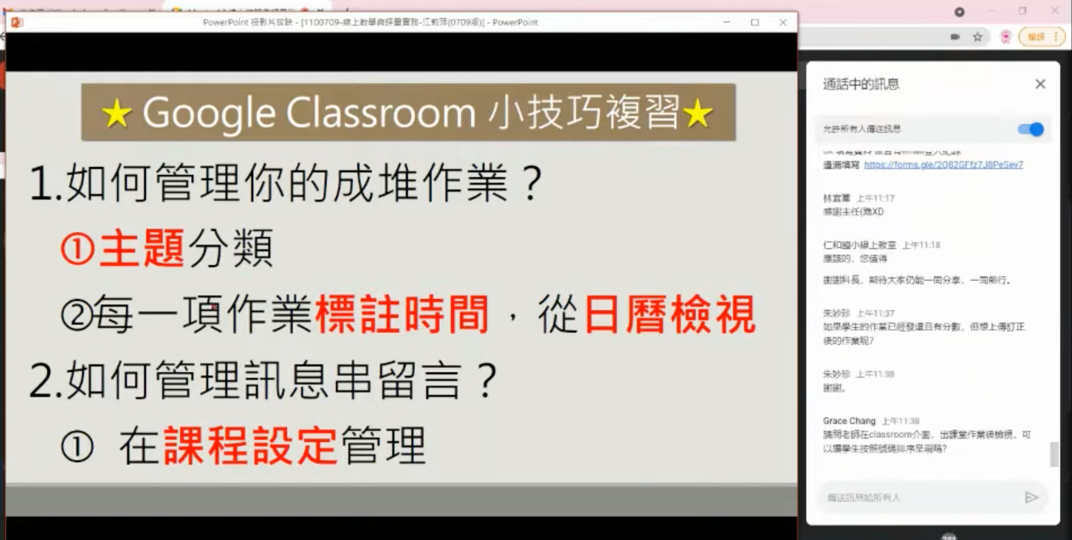 PowerPoint 投影片放映 - [1100709-線上教學與評量實務-江莉萍(0709版)] - PowerPoint
Google Classroom 小技巧複習
1.如何管理你的成堆作業？
①主題分類
②每一項作業標註時間，從日曆檢視
2.如何管理訊息串留言？
① 在課程設定管理
通話中的訊息
允許所有人傳送訊息
https://forms.gle/2Q82GFfz7J8PeSev7
上午11:17
感謝主任(跪XD
仁和國小線上教室 上午11:18
應該的，您值得
謝謝科長，期待大家仍能一同分享，一同前行。
朱妙珍 上午11:37
如果學生的作業已經發還且有分數，但想上傳訂正
後的作業呢?
朱妙珍 上午11:38
謝謝。
Grace Chang 上午11:38
請問老師在classroom介面，出課堂作業後檢視，可
以讓學生按照號碼排序呈現嗎?
傳送訊息給所有人